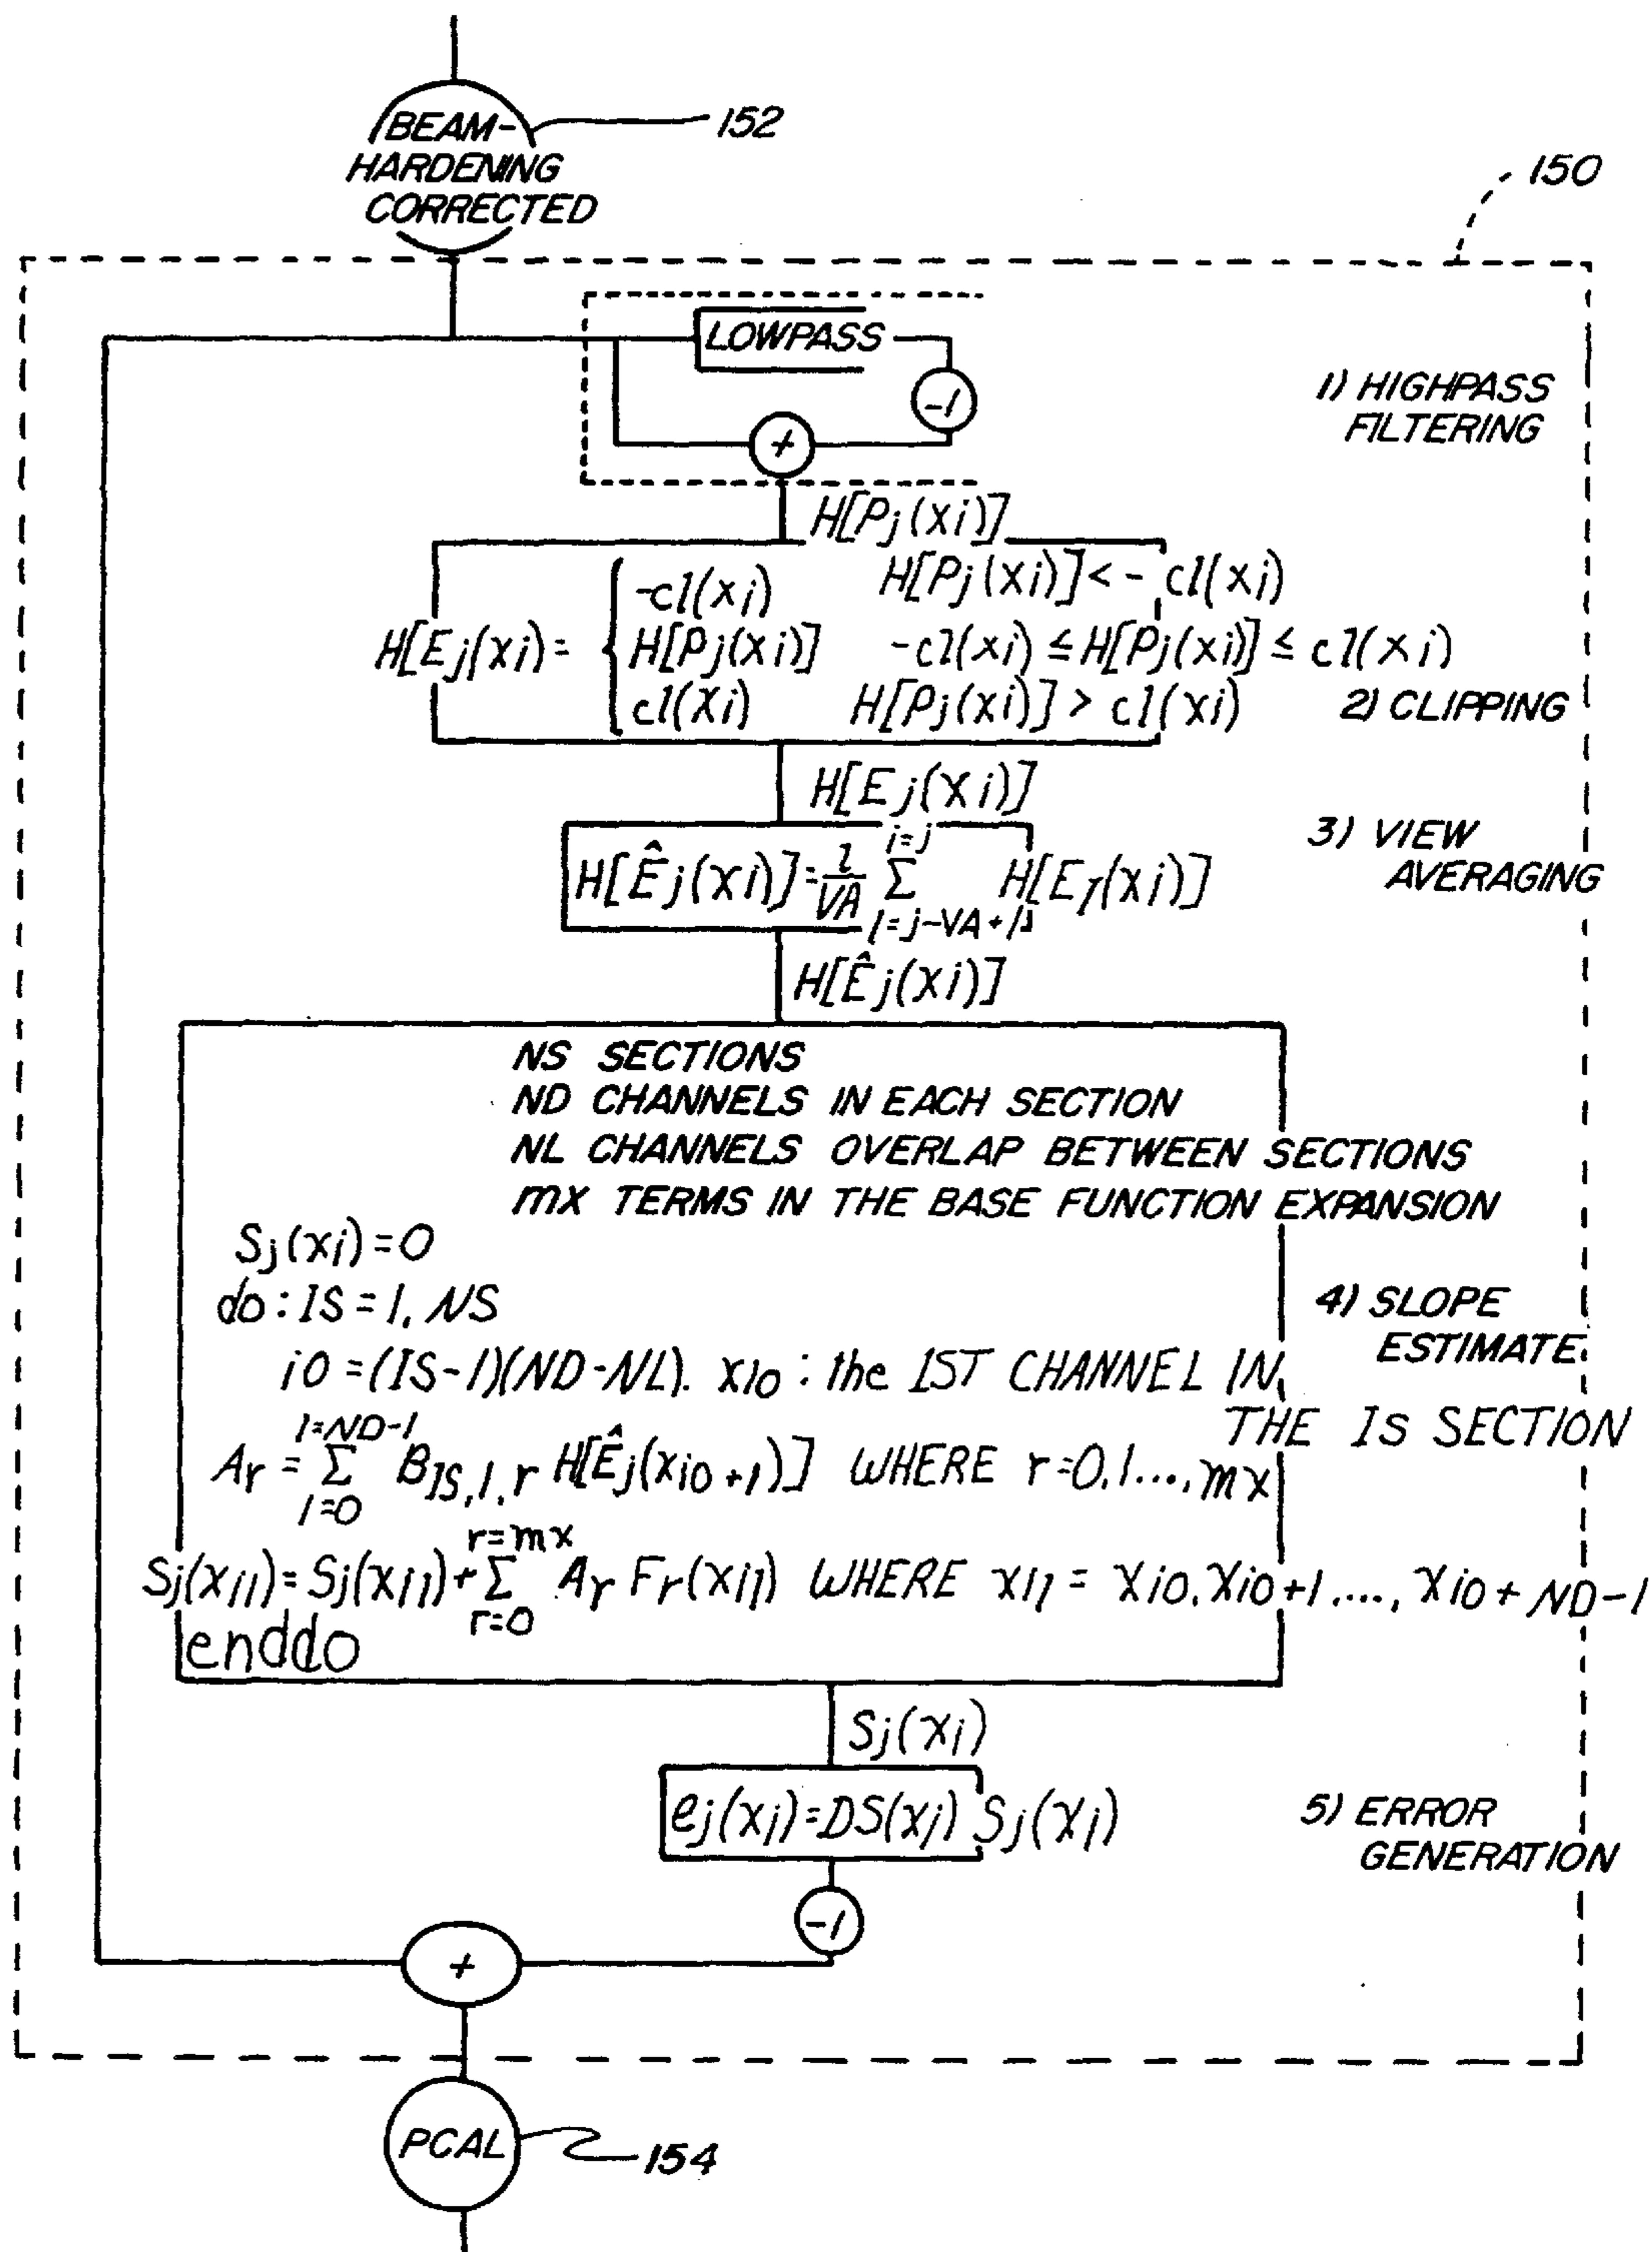 BEAM-
HARDENING
CORRECTED
152
150
LOWPASS
-1
+
1) HIGHPASS
FILTERING
H[Pj(xi)]
-cl(xi) H[Pj(xi)] < - cl(xi)
H[Ej(xi)= { H[Pj(xi)] -cl(xi) ≤ H[Pj(xi)] ≤ cl(xi)
cl(xi) H[Pj(xi)] > cl(xi)
2) CLIPPING
H[Ej(xi)]
i=j
H[Êj(xi)]=1/VA Σ H[EI(xi)]
l=j-VA+1
3) VIEW
AVERAGING
H[Êj(xi)]
NS SECTIONS
ND CHANNELS IN EACH SECTION
NL CHANNELS OVERLAP BETWEEN SECTIONS
mx TERMS IN THE BASE FUNCTION EXPANSION
Sj(xi)=0
do: IS = 1, NS
4) SLOPE
ESTIMATE
i0 = (IS-1)(ND-NL). xi0 : the 1ST CHANNEL IN
THE IS SECTION
l=ND-1
Ar = Σ BIS,l,r H[Êj(xi0+l)] WHERE r=0,1...,mx
l=0
r=mx
Sj(xil)=Sj(xil)+Σ Ar Fr(xil) WHERE xil = xi0, xi0+1,..., xi0+ND-1
r=0
enddo
Sj(xi)
ej(xi)=DS(xi) Sj(xi)
5) ERROR
GENERATION
-1
+
PCAL
154